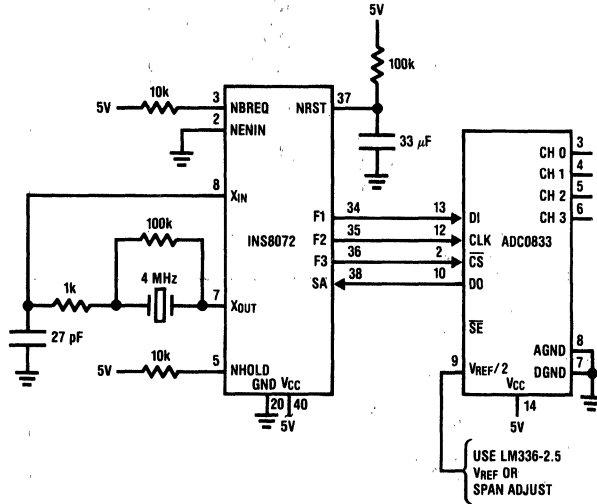 5V
100k
10k
5V
3
NBREQ
NRST
37
2
NENIN
33 µF
8
XIN
100k
INS8072
1k
4 MHz
7
XOUT
27 pF
10k
5V
5
NHOLD
GND VCC
20
40
5V
F1
34
13
DI
F2
35
12
CLK
F3
36
2
CS
SA
38
10
DO
ADC0833
CH 0
3
CH 1
4
CH 2
5
CH 3
6
SE
AGND
8
9
VREF/2
DGND
7
VCC
14
5V
USE LM336-2.5
VREF OR
SPAN ADJUST